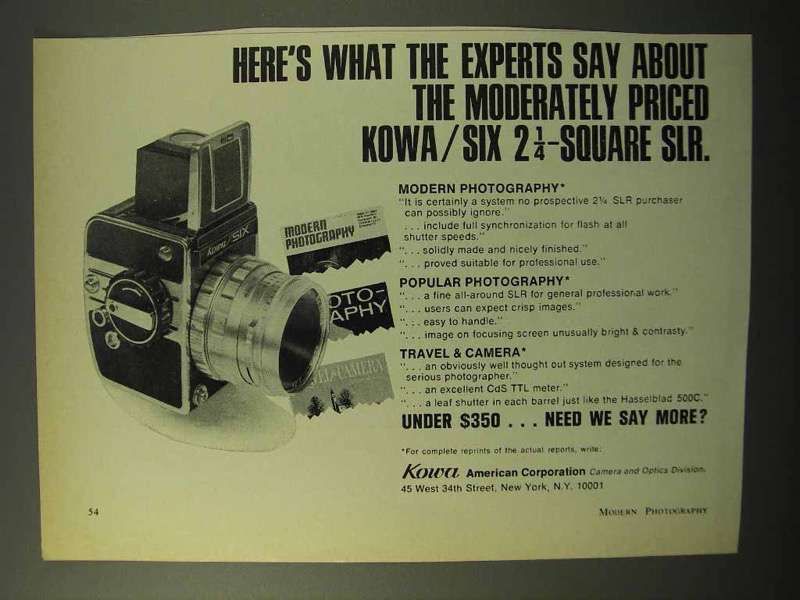 HERE'S WHAT THE EXPERTS SAY ABOUT
THE MODERATELY PRICED
KOWA/SIX 2 1/4-SQUARE SLR.
KOWA/SIX
MODERN
PHOTOGRAPHY
OTO-
APHY
EL&CAMERA
MODERN PHOTOGRAPHY*
"It is certainly a system no prospective 2¼ SLR purchaser
can possibly ignore."
"... include full synchronization for flash at all
shutter speeds."
"... solidly made and nicely finished."
"... proved suitable for professional use."
POPULAR PHOTOGRAPHY*
"... a fine all-around SLR for general professional work."
"... users can expect crisp images."
"... easy to handle."
"... image on focusing screen unusually bright & contrasty."
TRAVEL & CAMERA*
"... an obviously well thought out system designed for the
serious photographer."
"... an excellent CdS TTL meter."
"... a leaf shutter in each barrel just like the Hasselblad 500C."
UNDER $350 ... NEED WE SAY MORE?
*For complete reprints of the actual reports, write:
Kowa American Corporation Camera and Optics Division.
45 West 34th Street, New York, N.Y. 10001
54
MODERN PHOTOGRAPHY